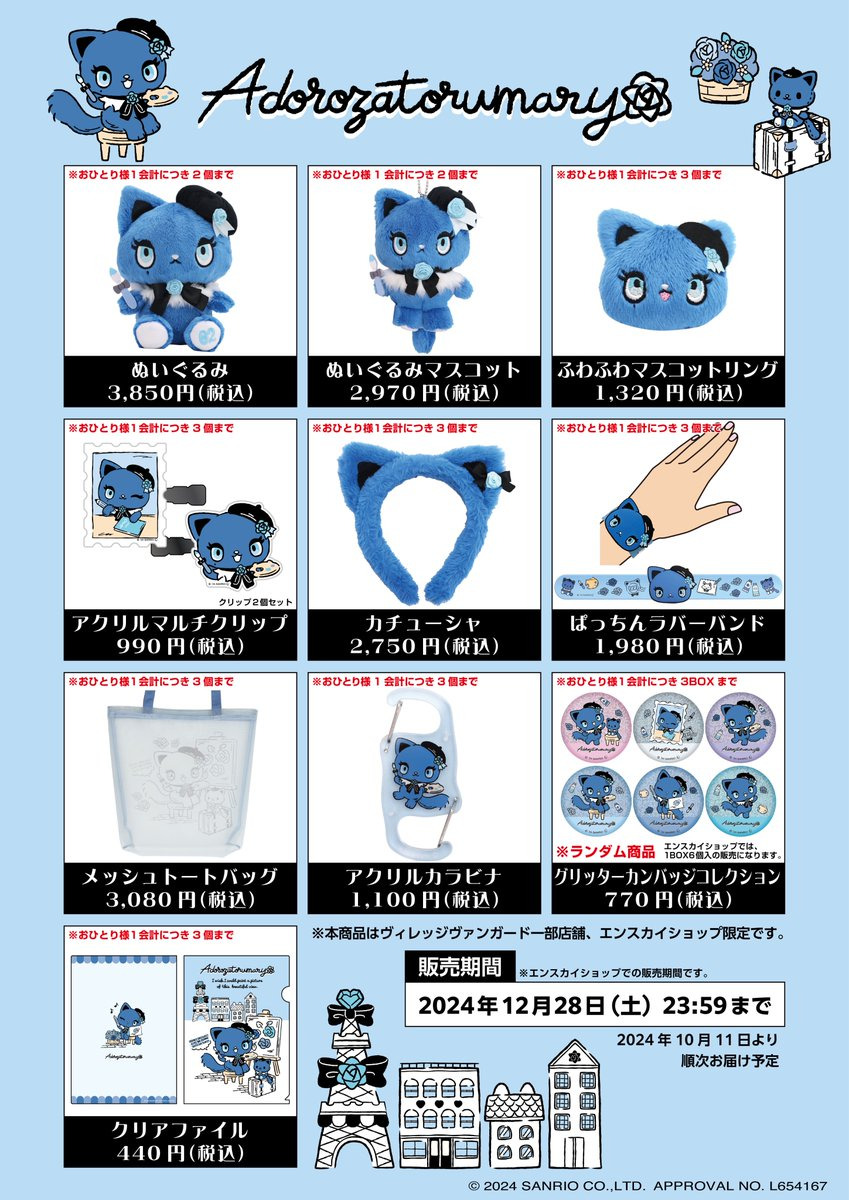 Adorozatorumary
※おひとり様1会計につき2個まで
ぬいぐるみ
3,850円(税込)
※おひとり様1会計につき2個まで
ぬいぐるみマスコット
2,970円(税込)
※おひとり様1会計につき3個まで
ふわふわマスコットリング
1,320円(税込)
※おひとり様1会計につき3個まで
クリップ2個セット
アクリルマルチクリップ
990円(税込)
※おひとり様1会計につき3個まで
カチューシャ
2,750円(税込)
※おひとり様1会計につき3個まで
ぱっちんラバーバンド
1,980円(税込)
※おひとり様1会計につき3個まで
メッシュトートバッグ
3,080円(税込)
※おひとり様1会計につき3個まで
アクリルカラビナ
1,100円(税込)
※おひとり様1会計につき3BOXまで
※ランダム商品
エンスカイショップでは、
1BOX6個入の販売になります。
グリッターカンバッジコレクション
770円(税込)
※おひとり様1会計につき3個まで
Adorozatorumary
Adorozatorumary
I wish I could paint a picture
of this beautiful view.
クリアファイル
440円(税込)
※本商品はヴィレッジヴァンガード一部店舗、エンスカイショップ限定です。
販売期間
※エンスカイショップでの販売期間です。
2024年12月28日(土) 23:59まで
2024年10月11日より
順次お届け予定
© 2024 SANRIO CO.,LTD. APPROVAL NO. L654167